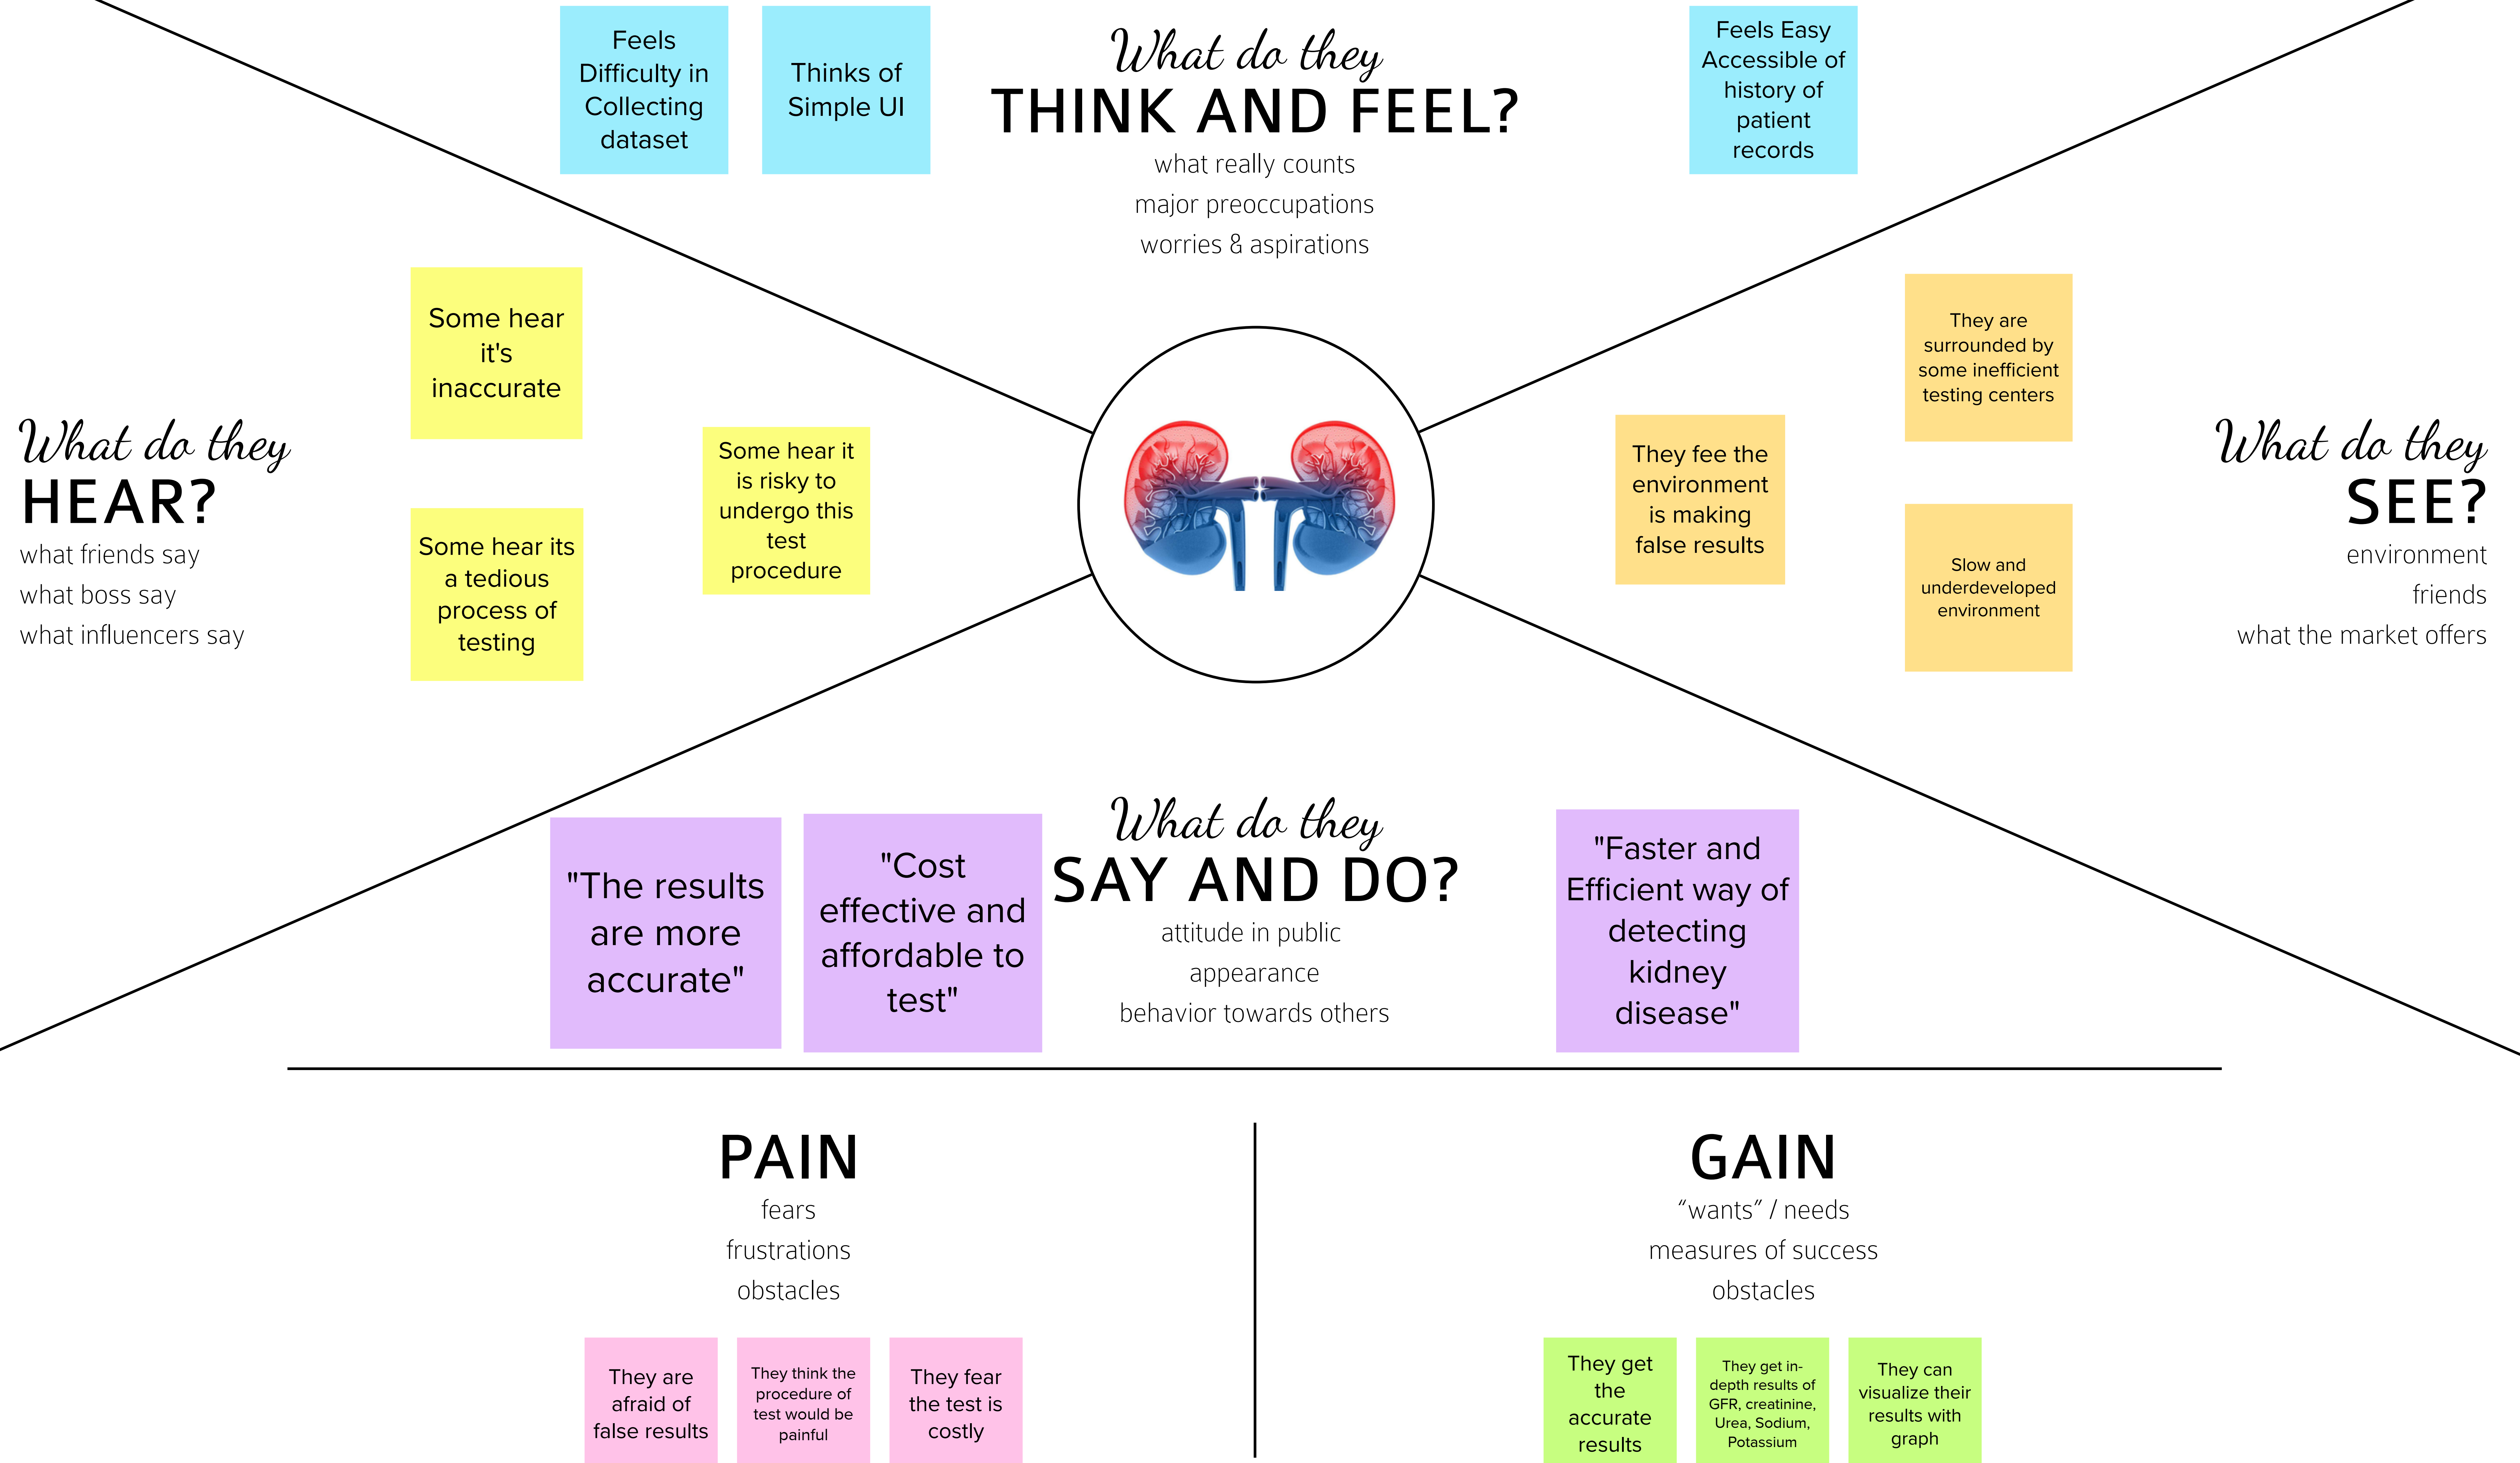 Feels
Difficulty in
Collecting
dataset
Thinks of
Simple UI
What do they
THINK AND FEEL?
what really counts
major preoccupations
worries & aspirations
Feels Easy
Accessible of
history of
patient
records
What do they
HEAR?
what friends say
what boss say
what influencers say
Some hear
it's
inaccurate
Some hear its
a tedious
process of
testing
Some hear it
is risky to
undergo this
test
procedure
They fee the
environment
is making
false results
They are
surrounded by
some inefficient
testing centers
Slow and
underdeveloped
environment
What do they
SEE?
environment
friends
what the market offers
"The results
are more
accurate"
"Cost
effective and
affordable to
test"
What do they
SAY AND DO?
attitude in public
appearance
behavior towards others
"Faster and
Efficient way of
detecting
kidney
disease"
PAIN
fears
frustrations
obstacles
They are
afraid of
false results
They think the
procedure of
test would be
painful
They fear
the test is
costly
GAIN
“wants” / needs
measures of success
obstacles
They get
the
accurate
results
They get in-
depth results of
GFR, creatinine,
Urea, Sodium,
Potassium
They can
visualize their
results with
graph